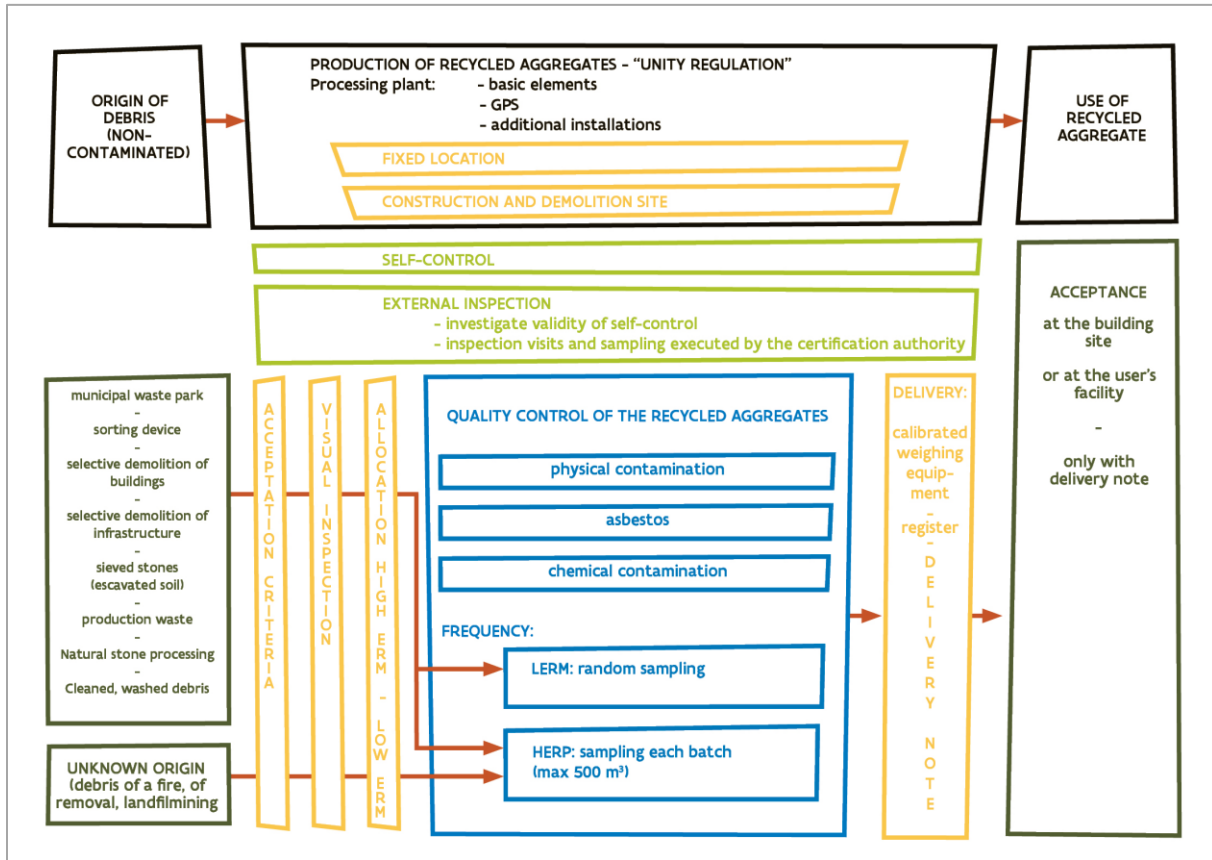 ORIGIN OF
DEBRIS
(NON-
CONTAMINATED)
PRODUCTION OF RECYCLED AGGREGATES - “UNITY REGULATION”
Processing plant: - basic elements
- GPS
- additional installations
FIXED LOCATION
CONSTRUCTION AND DEMOLITION SITE
USE OF
RECYCLED
AGGREGATE
SELF-CONTROL
EXTERNAL INSPECTION
- investigate validity of self-control
- inspection visits and sampling executed by the certification authority
ACCEPTANCE
at the building
site
or at the user's
facility
-
only with
delivery note
municipal waste park
-
sorting device
-
selective demolition of
buildings
-
selective demolition of
infrastructure
-
sieved stones
(escavated soil)
-
production waste
-
Natural stone processing
-
Cleaned, washed debris
UNKNOWN ORIGIN
(debris of a fire, of
removal, landfilmining
ACCEPTATION CRITERIA
VISUAL INSPECTION
ALLOCATION HIGH ERM - LOW ERM
QUALITY CONTROL OF THE RECYCLED AGGREGATES
physical contamination
asbestos
chemical contamination
FREQUENCY:
LERM: random sampling
HERP: sampling each batch
(max 500 m³)
DELIVERY:
calibrated
weighing
equip-
ment
-
register
-
DELIVERY NOTE